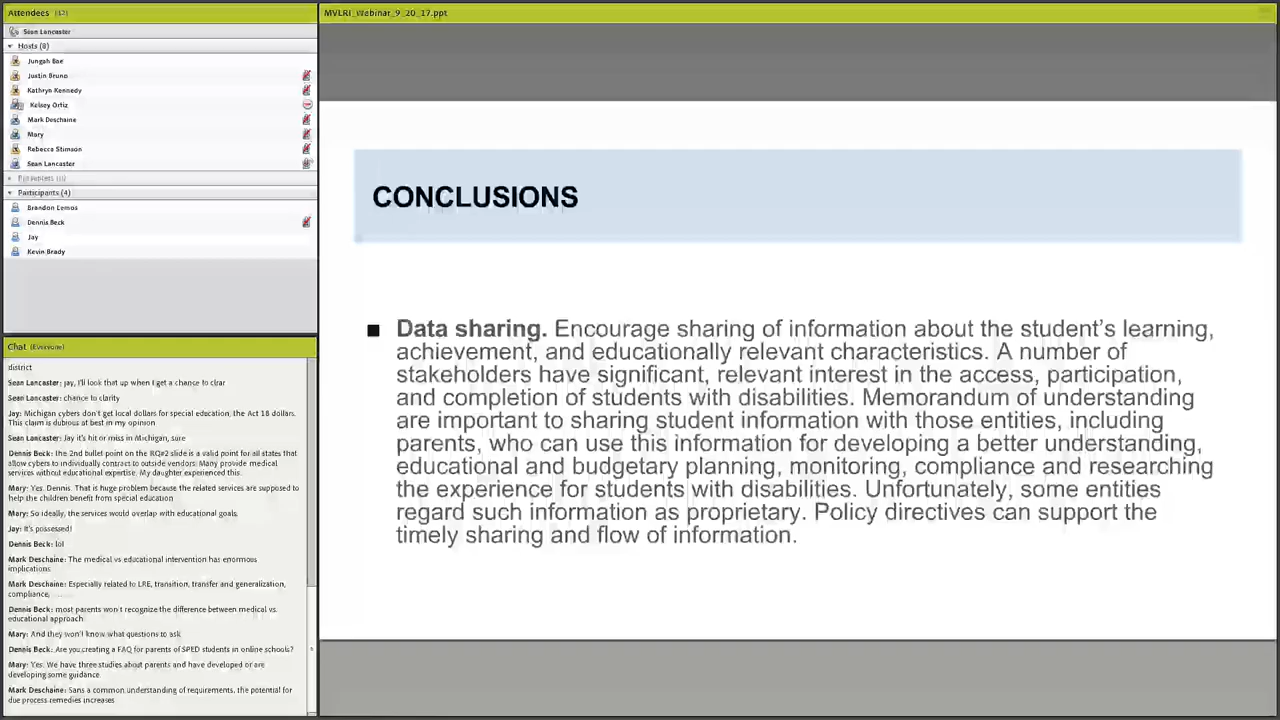 Attendees (12)
Sean Lancaster
Hosts (8)
Jungah Bae
Justin Bruno
Kathryn Kennedy
Kelsey Ortiz
Mark Deschaine
Mary
Rebecca Stimson
Sean Lancaster
Presenters (0)
Participants (4)
Brandon Lemos
Dennis Beck
Jay
Kevin Brady
Chat (Everyone)
district
Sean Lancaster: jay, I'll look that up when I get a chance to clar
Sean Lancaster: chance to clarity
Jay: Michigan cybers don't get local dollars for special education, the Act 18 dollars.
This claim is dubious at best in my opinion
Sean Lancaster: Jay it's hit or miss in Michigan, sure
Dennis Beck: the 2nd bullet point on the RQ#2 slide is a valid point for all states that
allow cybers to individually contract to outside vendors. Many provide medical
services without educational expertise. My daughter experienced this.
Mary: Yes, Dennis. That is huge problem because the related services are supposed to
help the children benefit from special education
Mary: So ideally, the services would overlap with educational goals.
Jay: It's possessed!
Dennis Beck: lol
Mark Deschaine: The medical vs educational intervention has enormous
implications
Mark Deschaine: Especially related to LRE, transition, transfer and generalization,
compliance,.....
Dennis Beck: most parents won't recognize the difference between medical vs.
educational approach
Mary: And they won't know what questions to ask
Dennis Beck: Are you creating a FAQ for parents of SPED students in online schools?
Mary: Yes. We have three studies about parents and have developed or are
developing some guidance.
Mark Deschaine: Sans a common understanding of requirements, the potential for
due process remedies increases
MVLRI_Webinar_9_20_17.ppt
CONCLUSIONS
■ Data sharing. Encourage sharing of information about the student's learning,
achievement, and educationally relevant characteristics. A number of
stakeholders have significant, relevant interest in the access, participation,
and completion of students with disabilities. Memorandum of understanding
are important to sharing student information with those entities, including
parents, who can use this information for developing a better understanding,
educational and budgetary planning, monitoring, compliance and researching
the experience for students with disabilities. Unfortunately, some entities
regard such information as proprietary. Policy directives can support the
timely sharing and flow of information.